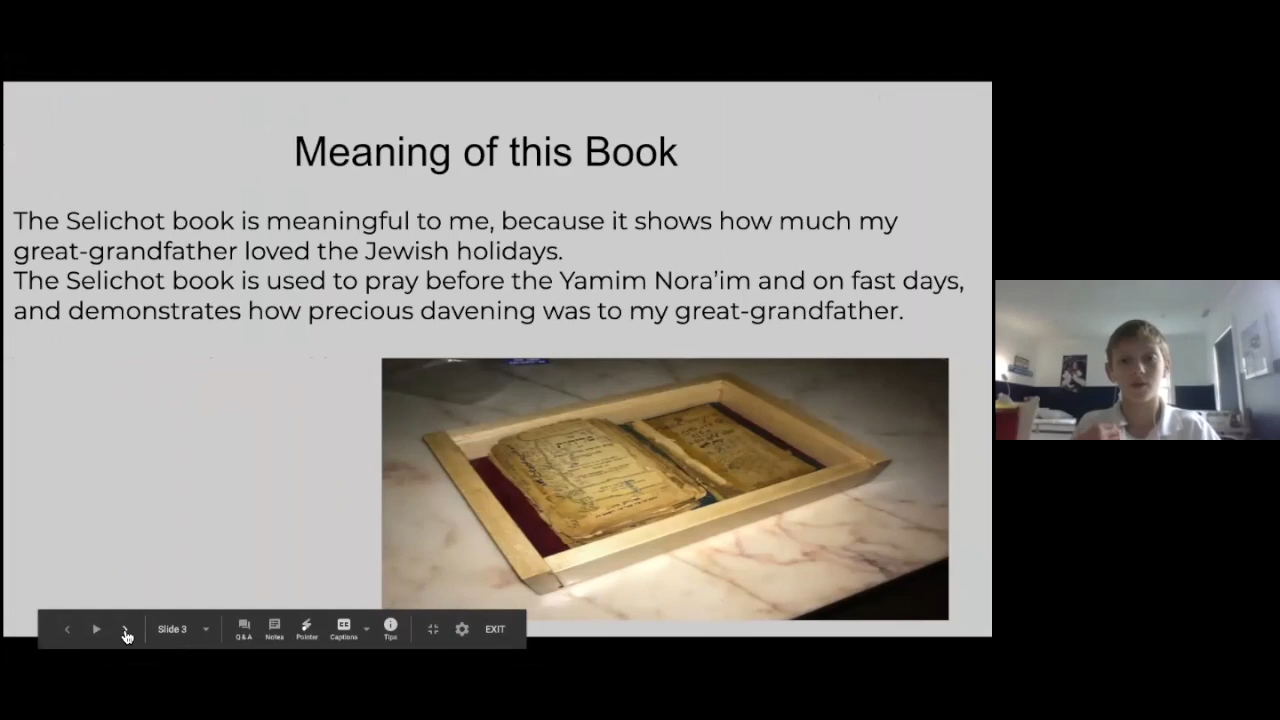 Meaning of this Book
The Selichot book is meaningful to me, because it shows how much my
great-grandfather loved the Jewish holidays.
The Selichot book is used to pray before the Yamim Nora'im and on fast days,
and demonstrates how precious davening was to my great-grandfather.
Slide 3
Q&A Notes Pointer Captions Tips EXIT